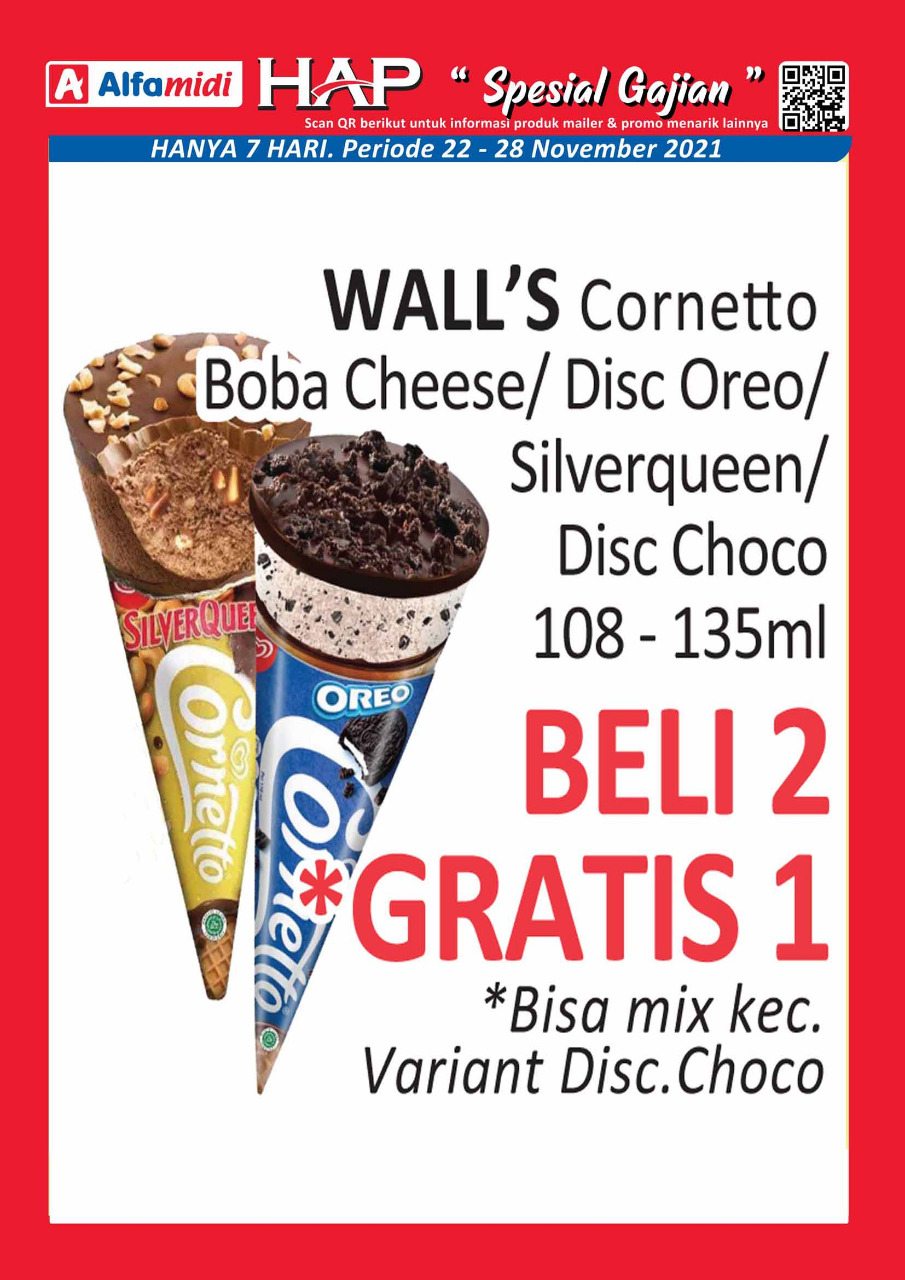 Alfamidi HAP “ Spesial Gajian ”
Scan QR berikut untuk informasi produk mailer & promo menarik lainnya
HANYA 7 HARI. Periode 22 - 28 November 2021
WALL’S Cornetto
Boba Cheese/ Disc Oreo/
Silverqueen/
Disc Choco
108 - 135ml
SILVERQUEE
Cornetto
OREO
Cornetto
BELI 2
*GRATIS 1
*Bisa mix kec.
Variant Disc.Choco